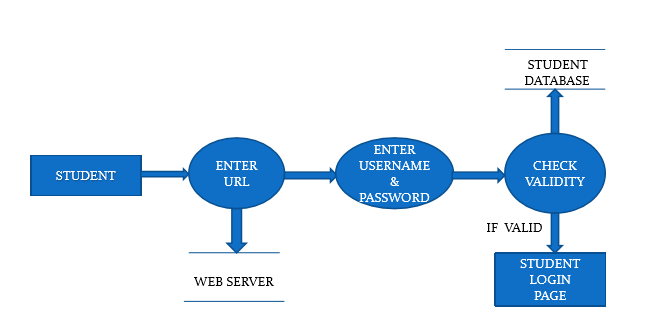 STUDENT
ENTER
URL
WEB SERVER
ENTER
USERNAME
&
PASSWORD
CHECK
VALIDITY
STUDENT
DATABASE
IF VALID
STUDENT
LOGIN
PAGE